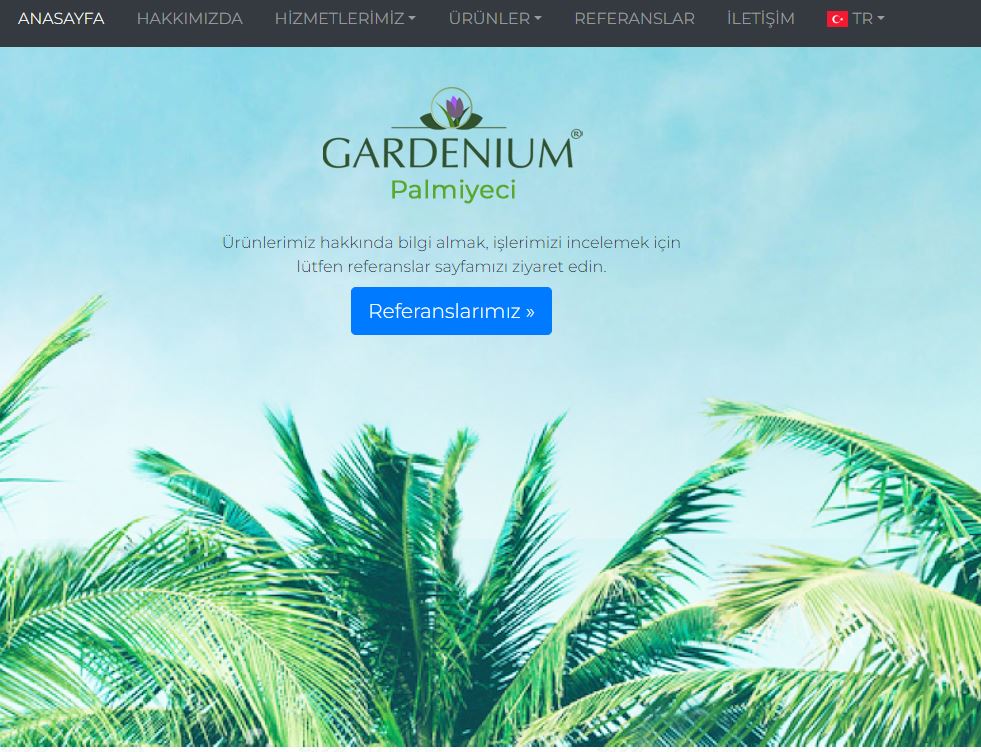 ANASAYFA HAKKIMIZDA HİZMETLERİMİZ ÜRÜNLER REFERANSLAR İLETİŞİM TR
GARDENIUM®
Palmiyeci
Ürünlerimiz hakkında bilgi almak, işlerimizi incelemek için
lütfen referanslar sayfamızı ziyaret edin.
Referanslarımız »